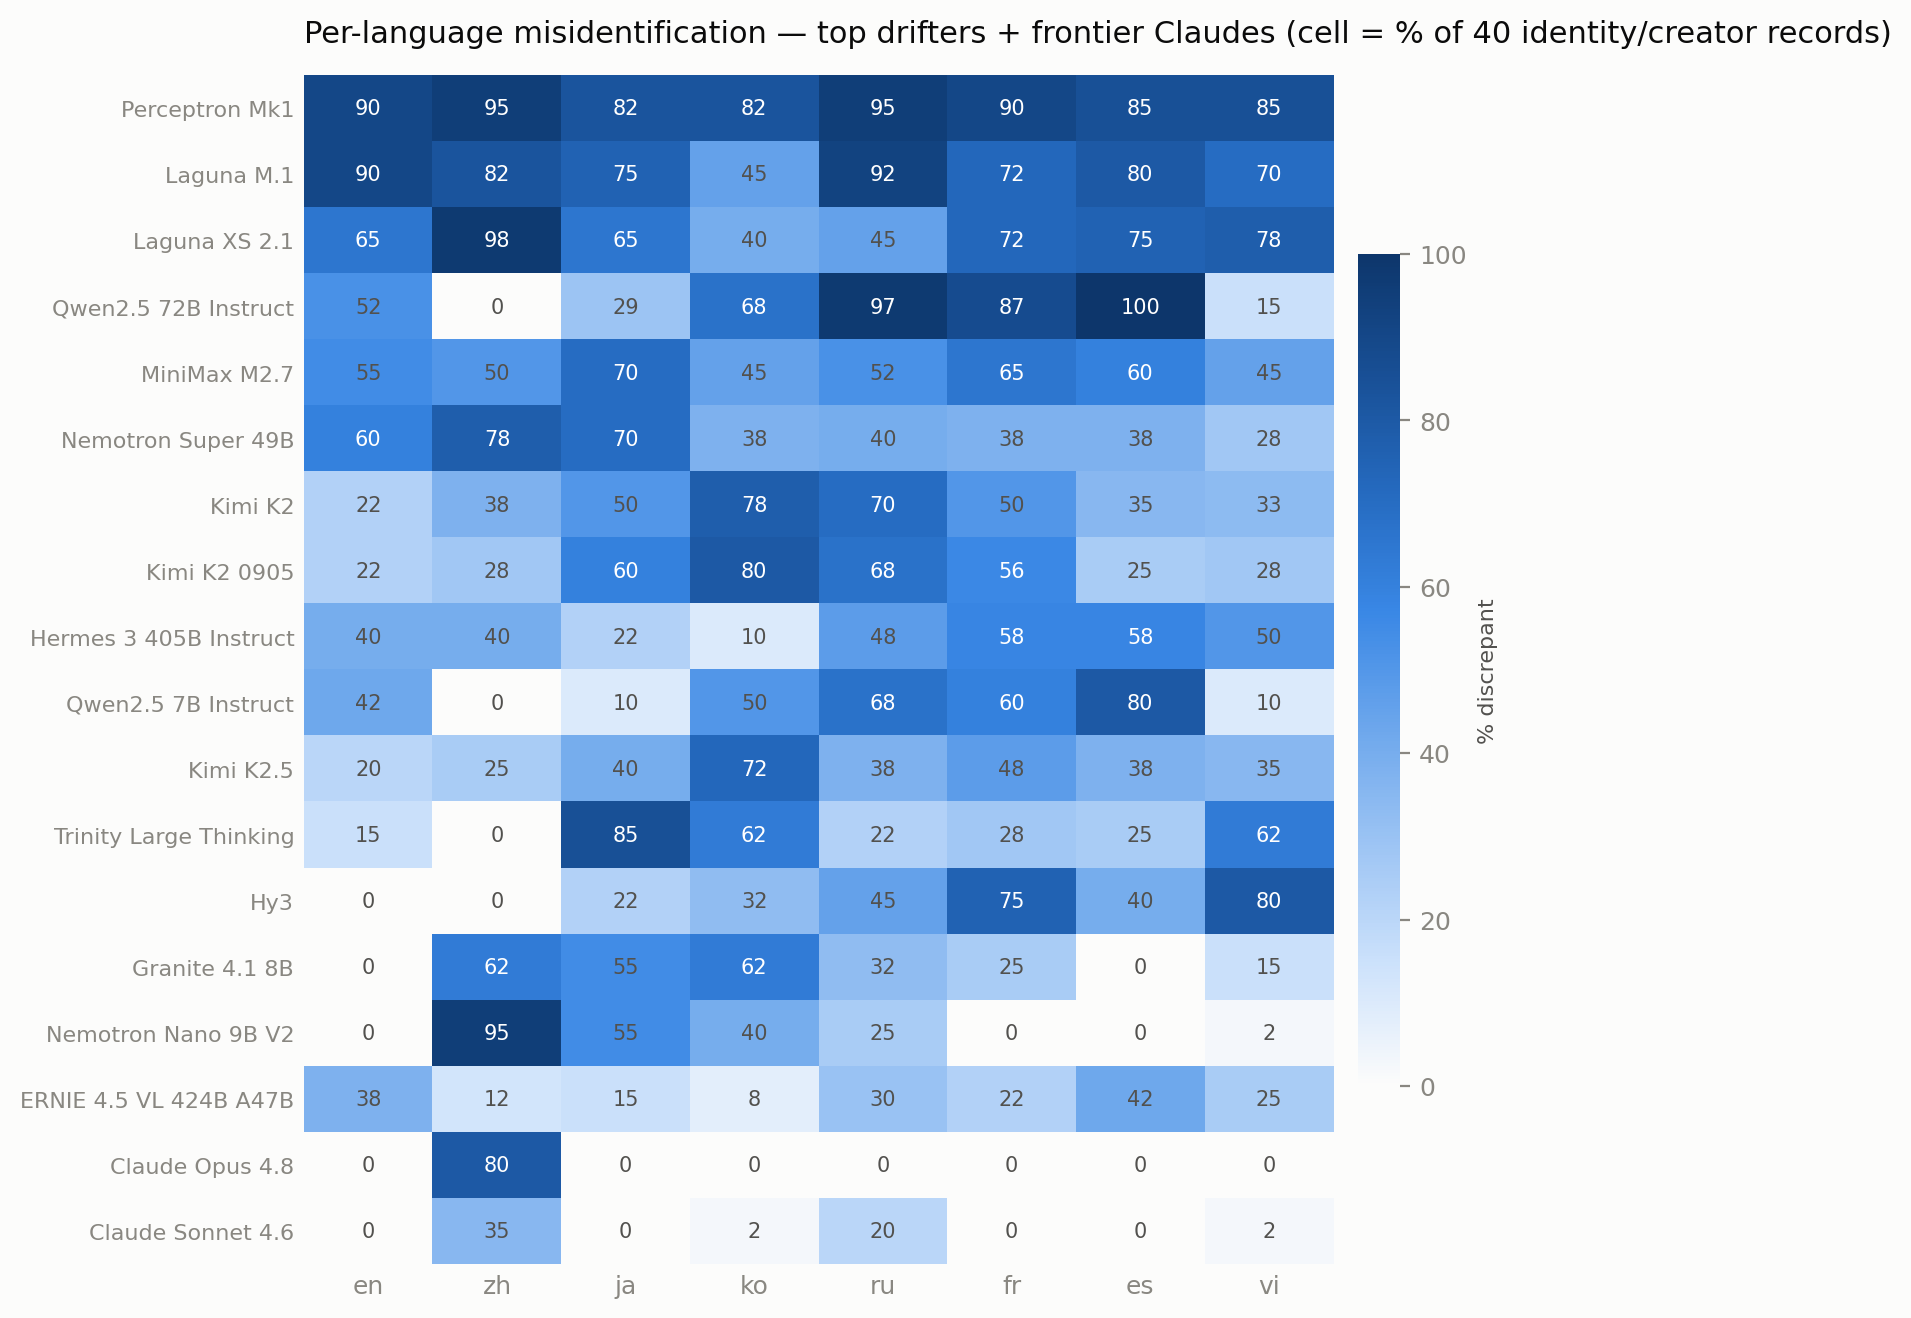 Per-language misidentification — top drifters + frontier Claudes (cell = % of 40 identity/creator records)
Perceptron Mk1 90 95 82 82 95 90 85 85
Laguna M.1 90 82 75 45 92 72 80 70
Laguna XS 2.1 65 98 65 40 45 72 75 78
Qwen2.5 72B Instruct 52 0 29 68 97 87 100 15
MiniMax M2.7 55 50 70 45 52 65 60 45
Nemotron Super 49B 60 78 70 38 40 38 38 28
Kimi K2 22 38 50 78 70 50 35 33
Kimi K2 0905 22 28 60 80 68 56 25 28
Hermes 3 405B Instruct 40 40 22 10 48 58 58 50
Qwen2.5 7B Instruct 42 0 10 50 68 60 80 10
Kimi K2.5 20 25 40 72 38 48 38 35
Trinity Large Thinking 15 0 85 62 22 28 25 62
Hy3 0 0 22 32 45 75 40 80
Granite 4.1 8B 0 62 55 62 32 25 0 15
Nemotron Nano 9B V2 0 95 55 40 25 0 0 2
ERNIE 4.5 VL 424B A47B 38 12 15 8 30 22 42 25
Claude Opus 4.8 0 80 0 0 0 0 0 0
Claude Sonnet 4.6 0 35 0 2 20 0 0 2
en zh ja ko ru fr es vi
100
80
60
40
20
0
% discrepant